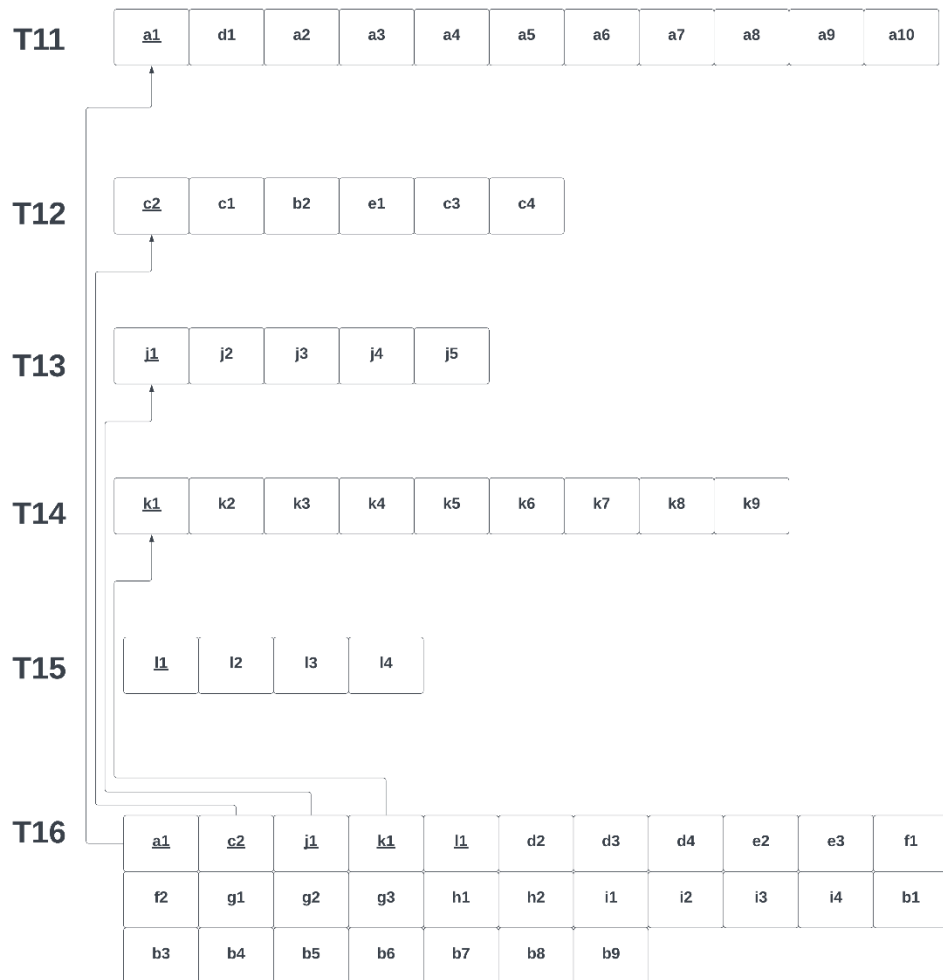 T11 a1 d1 a2 a3 a4 a5 a6 a7 a8 a9 a10
T12 c2 c1 b2 e1 c3 c4
T13 j1 j2 j3 j4 j5
T14 k1 k2 k3 k4 k5 k6 k7 k8 k9
T15 l1 l2 l3 l4
T16 a1 c2 j1 k1 l1 d2 d3 d4 e2 e3 f1
f2 g1 g2 g3 h1 h2 i1 i2 i3 i4 b1
b3 b4 b5 b6 b7 b8 b9